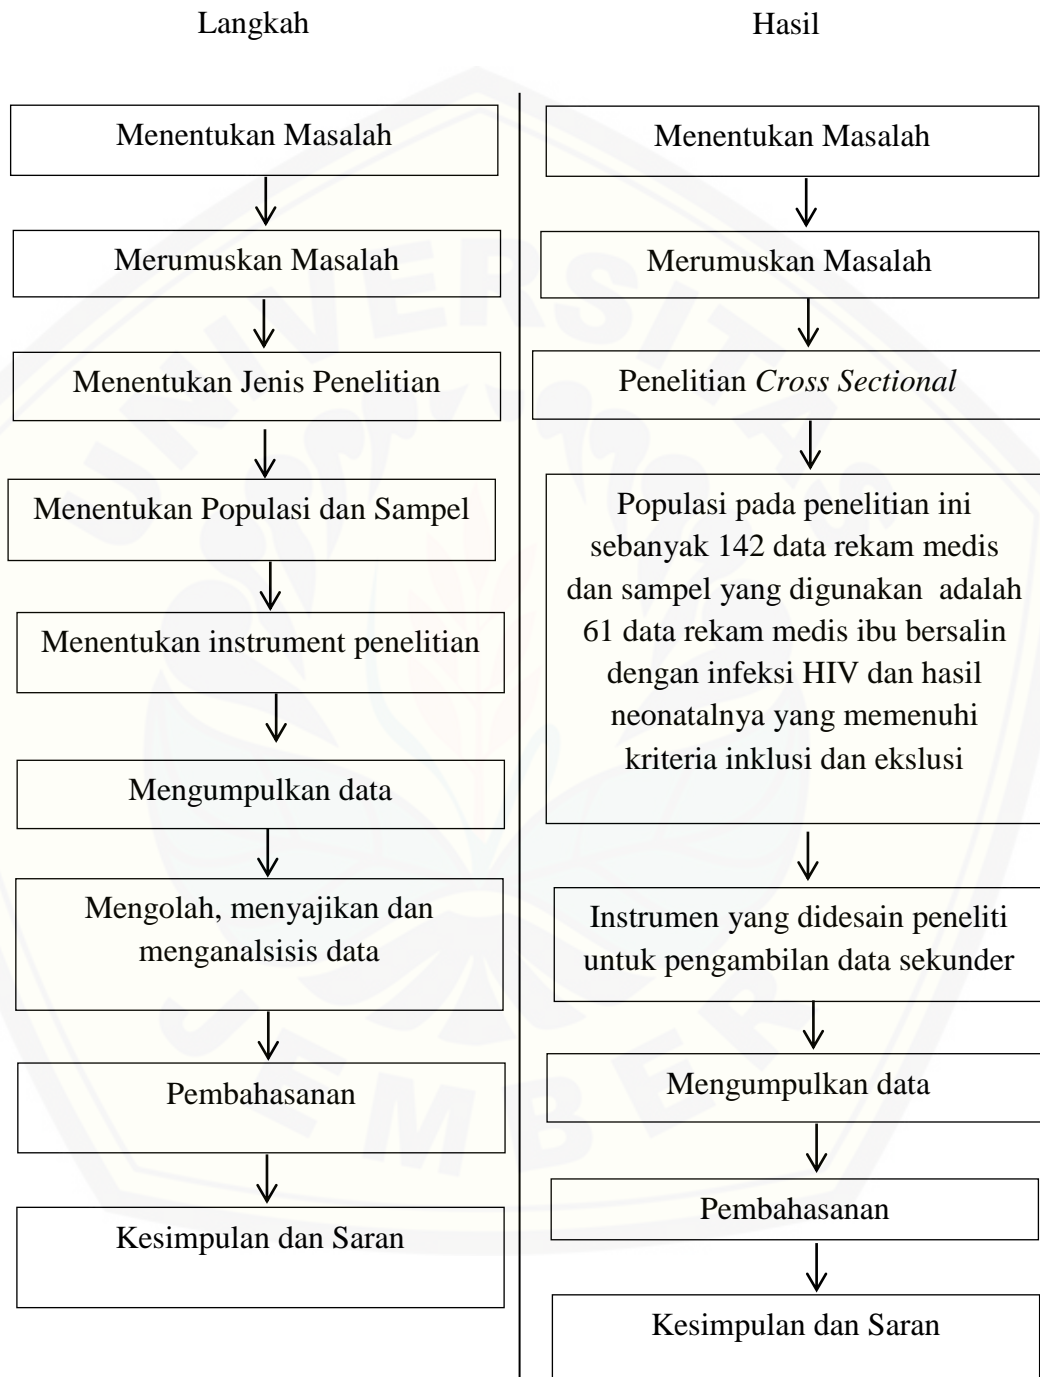 Langkah
Menentukan Masalah
Merumuskan Masalah
Menentukan Jenis Penelitian
Menentukan Populasi dan Sampel
Menentukan instrument penelitian
Mengumpulkan data
Mengolah, menyajikan dan
menganalsisis data
Pembahasanan
Kesimpulan dan Saran
Hasil
Menentukan Masalah
Merumuskan Masalah
Penelitian Cross Sectional
Populasi pada penelitian ini
sebanyak 142 data rekam medis
dan sampel yang digunakan adalah
61 data rekam medis ibu bersalin
dengan infeksi HIV dan hasil
neonatalnya yang memenuhi
kriteria inklusi dan ekslusi
Instrumen yang didesain peneliti
untuk pengambilan data sekunder
Mengumpulkan data
Pembahasanan
Kesimpulan dan Saran
UNIVERSITAS
JEMBER